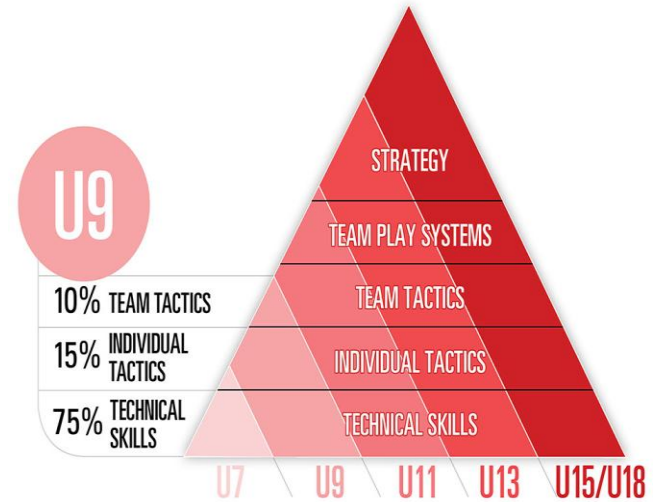 U9
STRATEGY
TEAM PLAY SYSTEMS
10% TEAM TACTICS
TEAM TACTICS
15% INDIVIDUAL
TACTICS
INDIVIDUAL TACTICS
75% TECHNICAL
SKILLS
TECHNICAL SKILLS
U7 U9 U11 U13 U15/U18